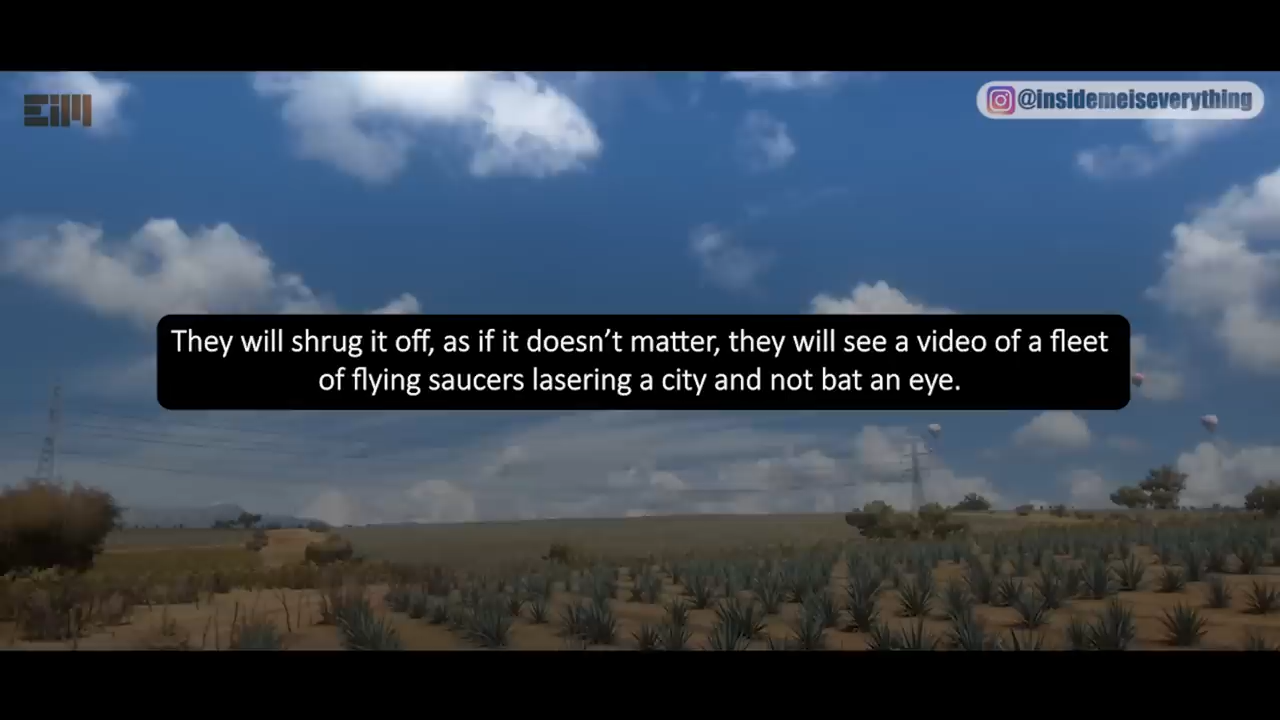 EiM
@insidemeiseverything
They will shrug it off, as if it doesn’t matter, they will see a video of a fleet
of flying saucers lasering a city and not bat an eye.